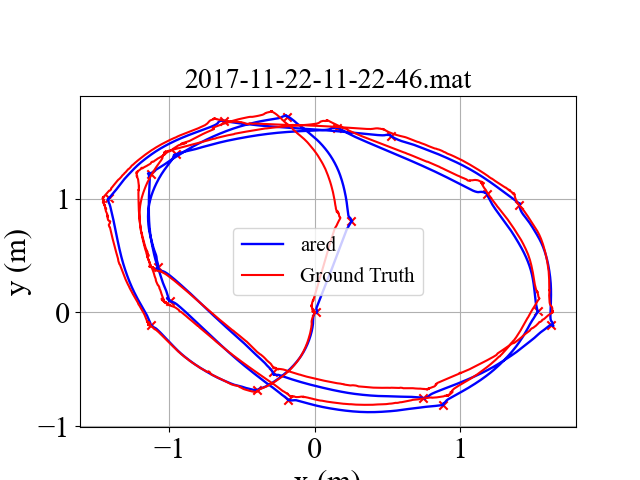 2017-11-22-11-22-46.mat
y (m)
1
0
−1
ared
Ground Truth
−1
0
1
x (m)